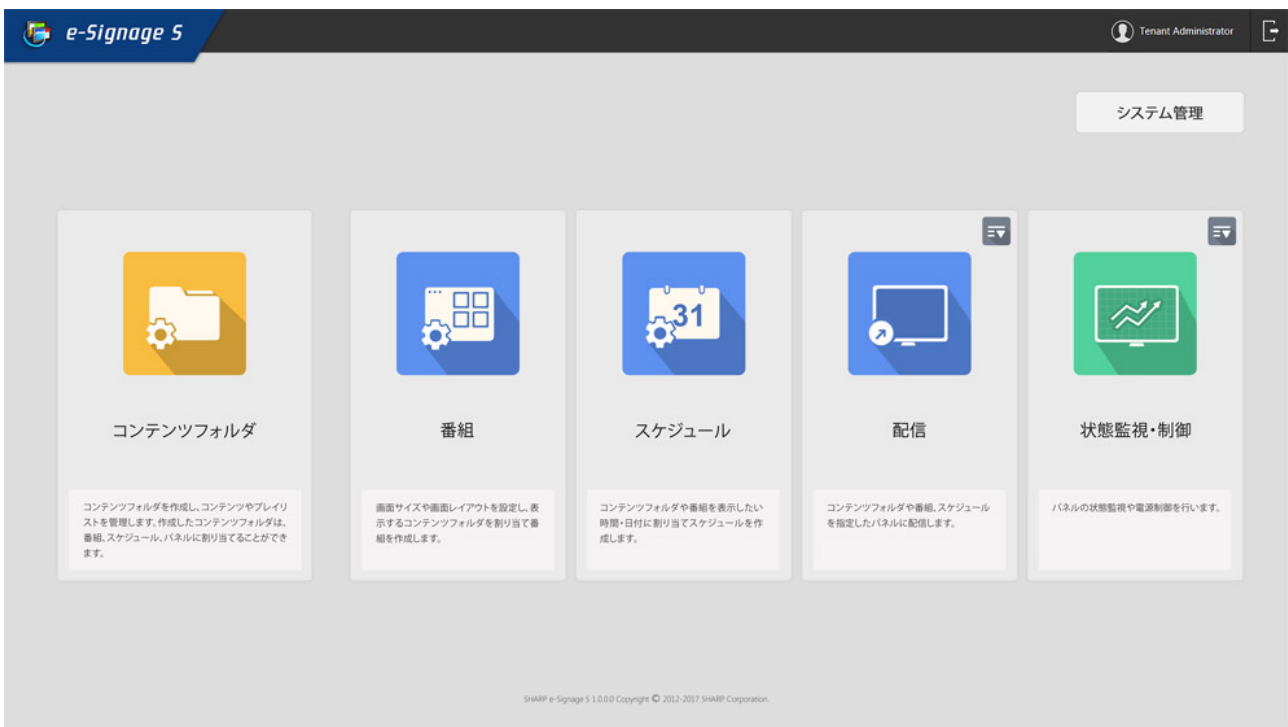 e-Signage S
Tenant Administrator
システム管理
31
コンテンツフォルダ
コンテンツフォルダを作成し、コンテンツやプレイリ
ストを管理します。作成したコンテンツフォルダは、
番組、スケジュール、パネルに割り当てることができ
ます。
番組
画面サイズや画面レイアウトを設定し、表
示するコンテンツフォルダを割り当て番
組を作成します。
スケジュール
コンテンツフォルダや番組を表示したい
時間・日付に割り当てスケジュールを作
成します。
配信
コンテンツフォルダや番組、スケジュール
を指定したパネルに配信します。
状態監視・制御
パネルの状態監視や電源制御を行います。
SHARP e-Signage S 1.0.0.0 Copyright © 2012-2017 SHARP Corporation.